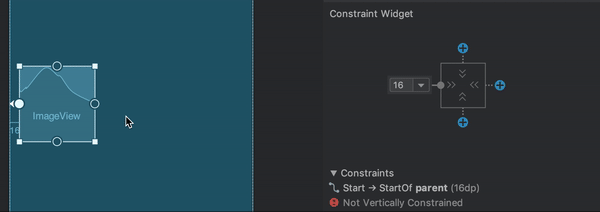 Constraint Widget
16
ImageView
16
Constraints
Start → StartOf parent (16dp)
Not Vertically Constrained